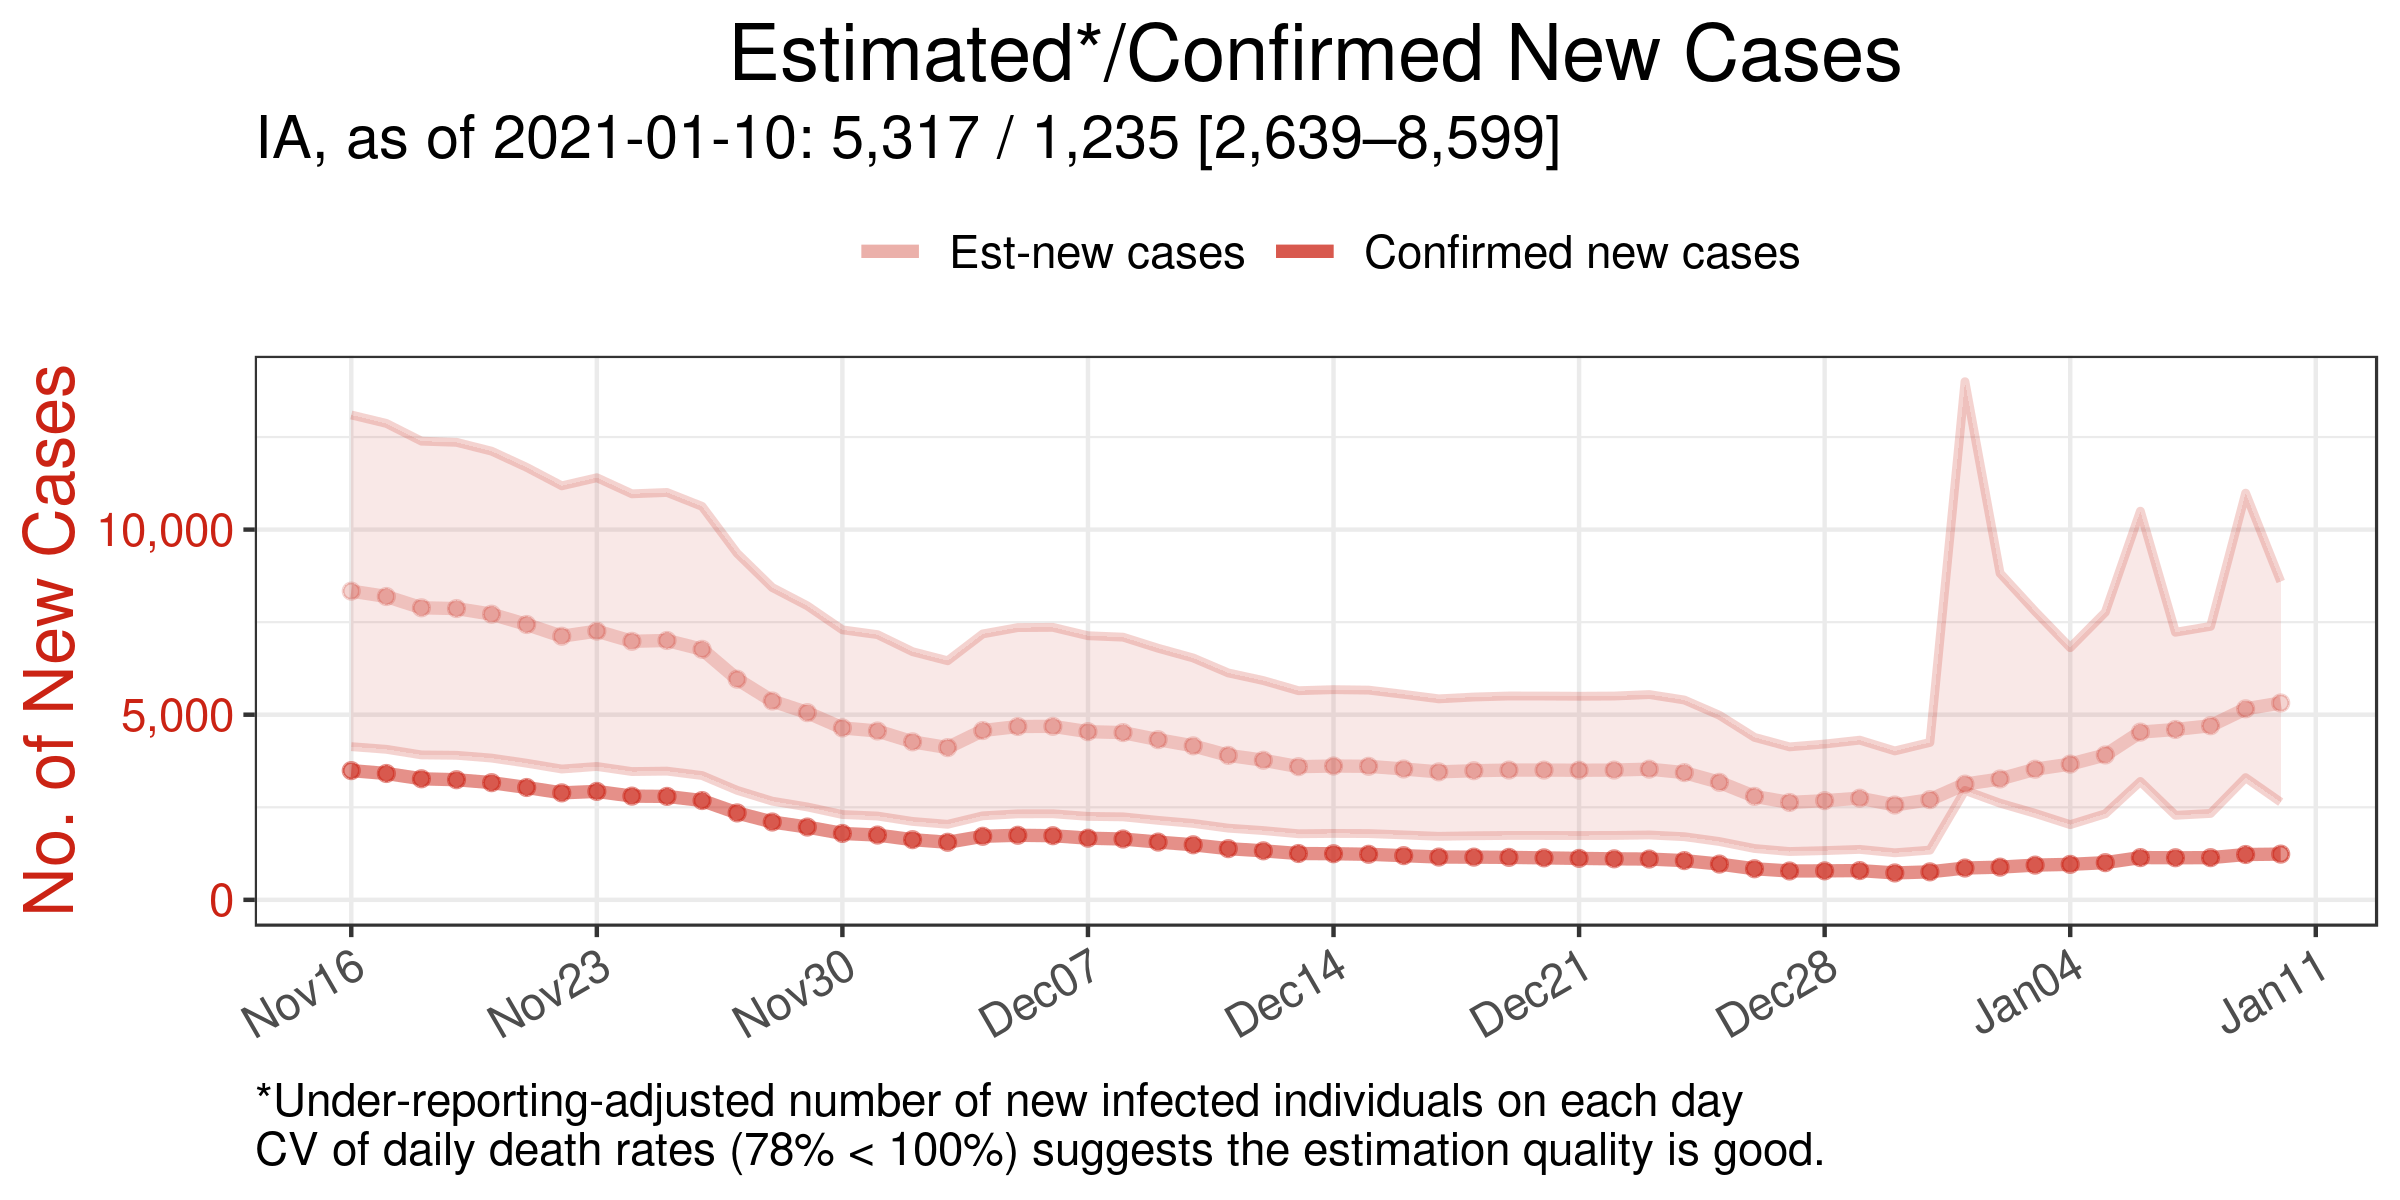 Estimated*/Confirmed New Cases
IA, as of 2021-01-10: 5,317 / 1,235 [2,639–8,599]
Est-new cases
Confirmed new cases
No. of New Cases
10,000
5,000
0
Nov16
Nov23
Nov30
Dec07
Dec14
Dec21
Dec28
Jan04
Jan11
*Under-reporting-adjusted number of new infected individuals on each day
CV of daily death rates (78% < 100%) suggests the estimation quality is good.